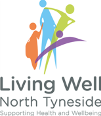 Living Well
North Tyneside
Supporting Health and Wellbeing